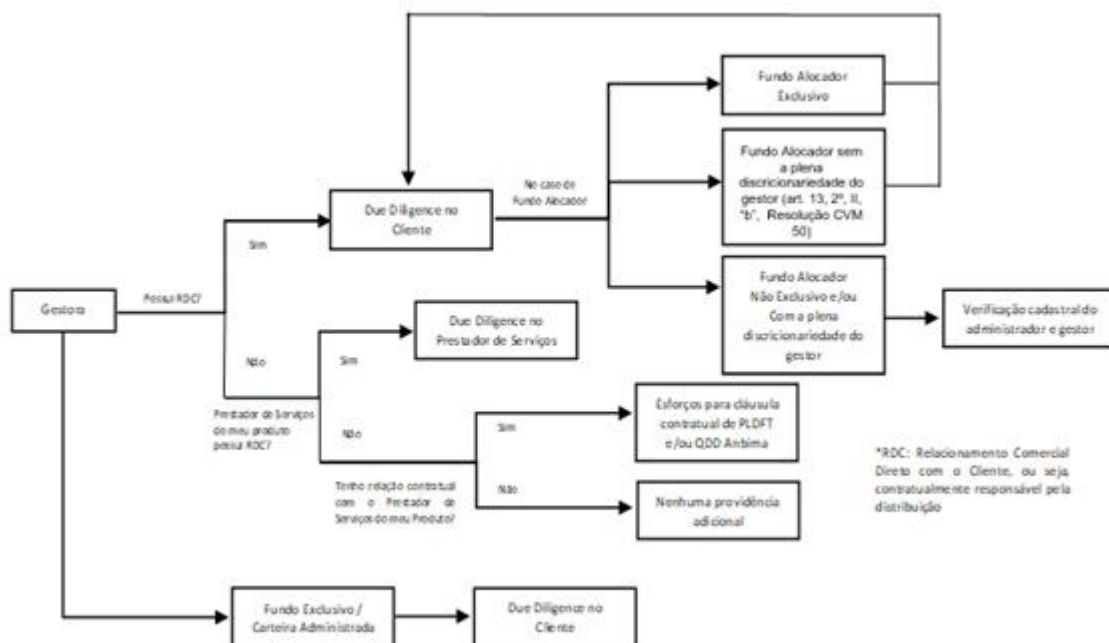 Fundo Alocador
Exclusivo
Fundo Alocador sem
a plena
discricionariedade do
gestor (art. 13, 2º, II,
"b", Resolução CVM
50)
No caso de
Fundo Alocador
Due Diligence no
Cliente
Sim
Fundo Alocador
Não Exclusivo e/ou
Com a plena
discricionariedade do
gestor
Verificação cadastral do
administrador e gestor
Gestora
Possui RDC?
Due Diligence no
Prestador de Serviços
Não
Sim
Prestador de Serviços
do meu produto
possui RDC?
Não
Esforços para cláusula
contratual de PLDFT
e/ou QDD Anbima
Sim
*RDC: Relacionamento Comercial
Direto com o Cliente, ou seja,
contratualmente responsável pela
distribuição
Tenho relação contratual
com o Prestador de
Serviços do meu Produto?
Não
Nenhuma providência
adicional
Fundo Exclusivo /
Carteira Administrada
Due Diligence no
Cliente